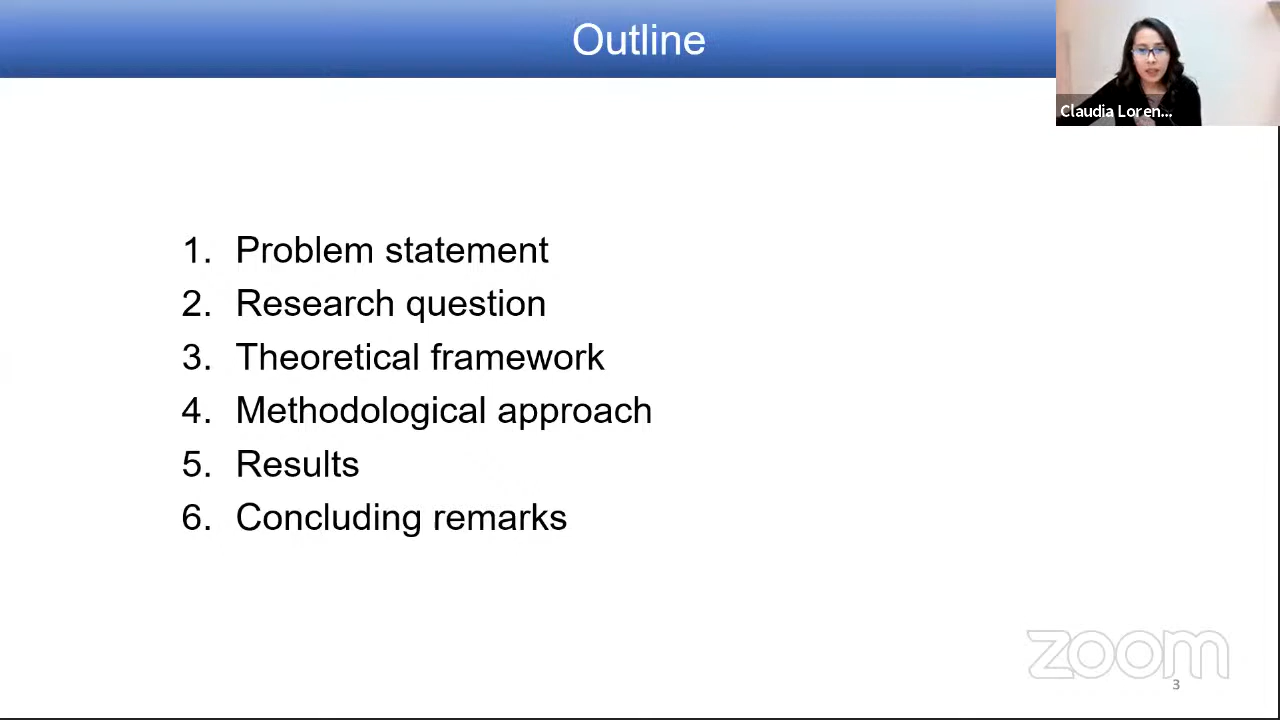 Outline
Claudia Loren...
1. Problem statement
2. Research question
3. Theoretical framework
4. Methodological approach
5. Results
6. Concluding remarks
zoom
3